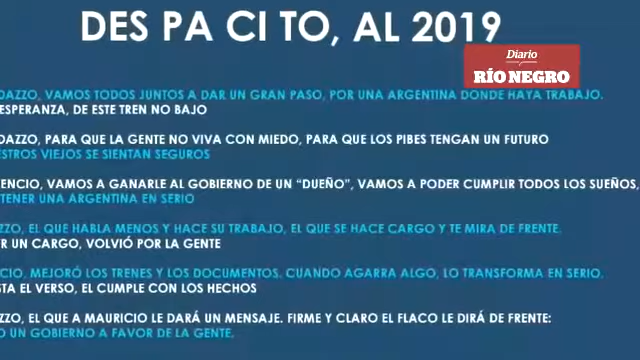 DES PA CI TO, AL 2019
Diario
RÍO NEGRO
DAZZO, VAMOS TODOS JUNTOS A DAR UN GRAN PASO, POR UNA ARGENTINA DONDE HAYA TRABAJO.
ESPERANZA, DE ESTE TREN NO BAJO
DAZZO, PARA QUE LA GENTE NO VIVA CON MIEDO, PARA QUE LOS PIBES TENGAN UN FUTURO
ESTROS VIEJOS SE SIENTAN SEGUROS
ENCIO, VAMOS A GANARLE AL GOBIERNO DE UN “DUEÑO”, VAMOS A PODER CUMPLIR TODOS LOS SUEÑOS,
TENER UNA ARGENTINA EN SERIO
ZZO, EL QUE HABLA MENOS Y HACE SU TRABAJO, EL QUE SE HACE CARGO Y TE MIRA DE FRENTE.
R UN CARGO, VOLVIÓ POR LA GENTE
CIO, MEJORÓ LOS TRENES Y LOS DOCUMENTOS. CUANDO AGARRA ALGO, LO TRANSFORMA EN SERIO.
STA EL VERSO, EL CUMPLE CON LOS HECHOS
ZZO, EL QUE A MAURICIO LE DARÁ UN MENSAJE. FIRME Y CLARO EL FLACO LE DIRÁ DE FRENTE:
O UN GOBIERNO A FAVOR DE LA GENTE.